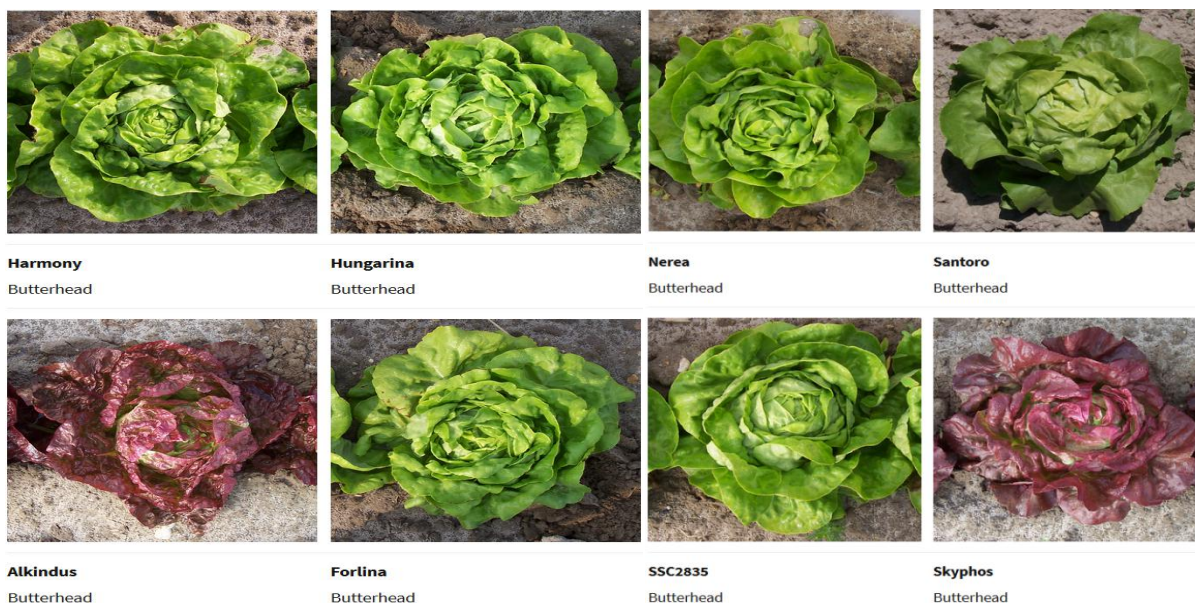 Harmony
Butterhead
Hungarina
Butterhead
Nerea
Butterhead
Santoro
Butterhead
Alkindus
Butterhead
Forlina
Butterhead
SSC2835
Butterhead
Skyphos
Butterhead